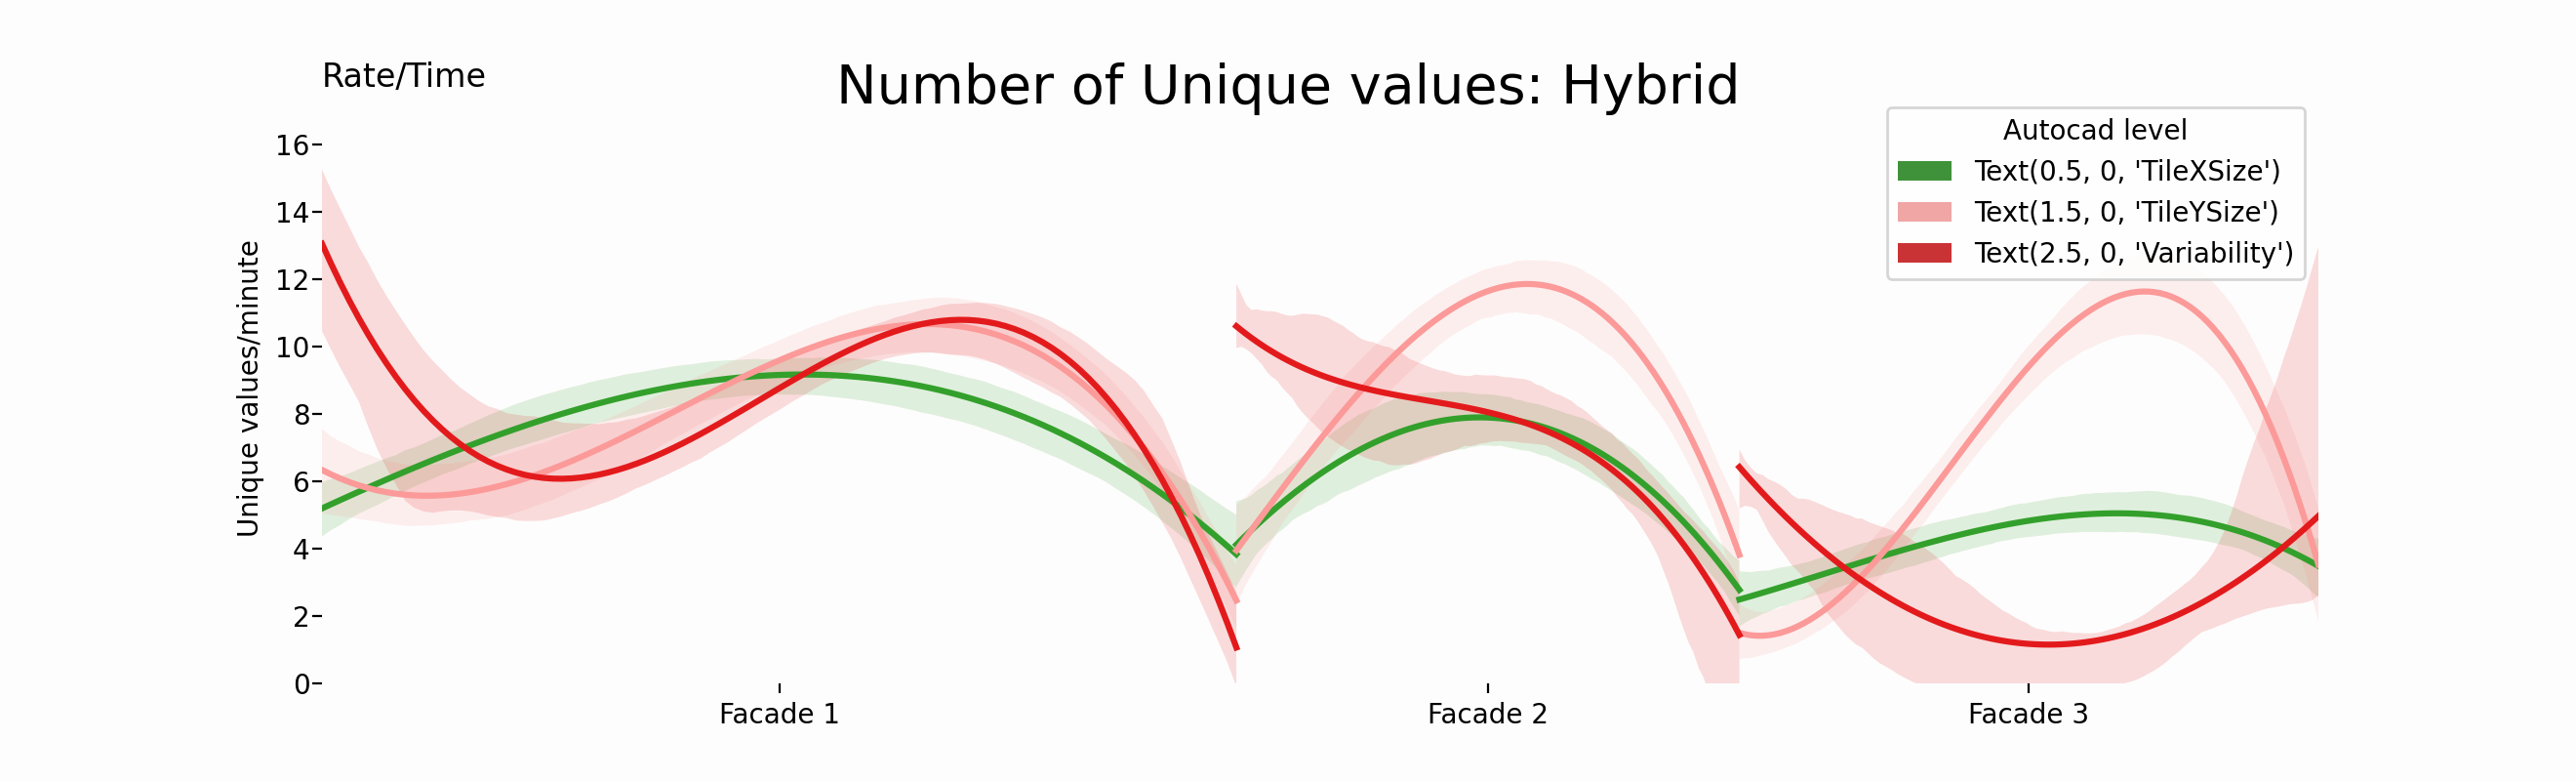 Rate/Time
Number of Unique values: Hybrid
Autocad level
Text(0.5, 0, 'TileXSize')
Text(1.5, 0, 'TileYSize')
Text(2.5, 0, 'Variability')
Unique values/minute
16
14
12
10
8
6
4
2
0
Facade 1
Facade 2
Facade 3